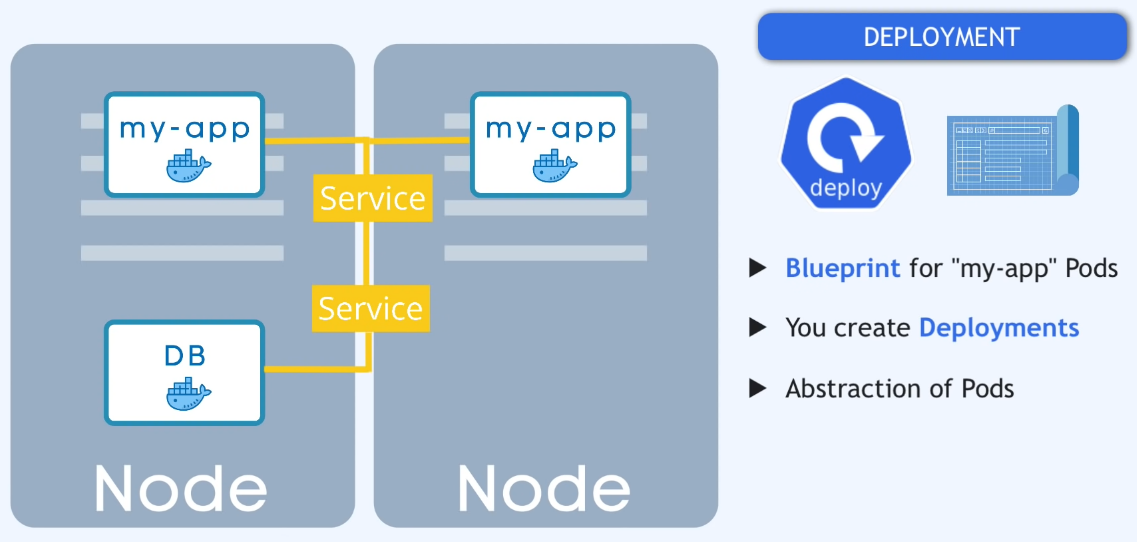 DEPLOYMENT
my-app
my-app
Service
deploy
Service
Blueprint for "my-app" Pods
You create Deployments
DB
Abstraction of Pods
Node
Node